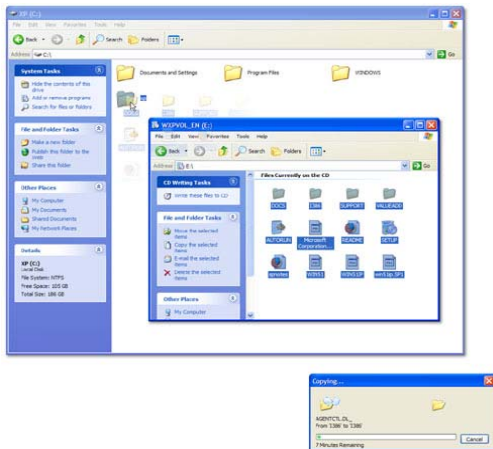 XP (C:)
File Edit View Favorites Tools Help
Back Search Folders
Address C:\ Go
System Tasks
Hide the contents of this drive
Add or remove programs
Search for files or folders
File and Folder Tasks
Make a new folder
Publish this folder to the web
Share this folder
Other Places
My Computer
My Documents
Shared Documents
My Network Places
Details
XP (C:)
Local Disk
File System: NTFS
Free Space: 105 GB
Total Size: 186 GB
Documents and Settings Program Files WINDOWS
WXPVOL_EN (E:)
File Edit View Favorites Tools Help
Back Search Folders
Address E:\ Go
CD Writing Tasks
Write these files to CD
File and Folder Tasks
Move the selected items
Copy the selected items
E-mail the selected items
Delete the selected items
Other Places
My Computer
Files Currently on the CD
DOCS I386 SUPPORT VALUEADD
AUTORUN Microsoft Corporation... README SETUP
WIN51 WIN51IP win51ip.SP1
Copying...
AGENTCTL.DL_
From 'I386' to 'I386'
7 Minutes Remaining
Cancel